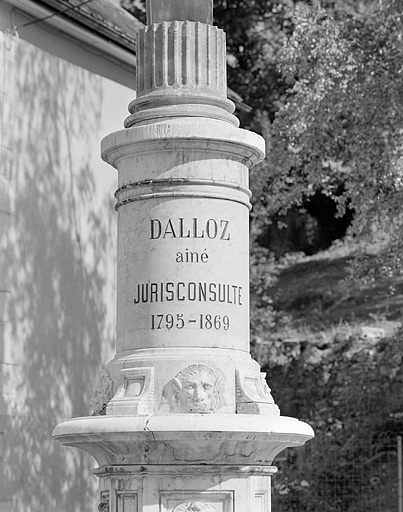 DALLOZ
aîné
JURISCONSULTE
1795-1869